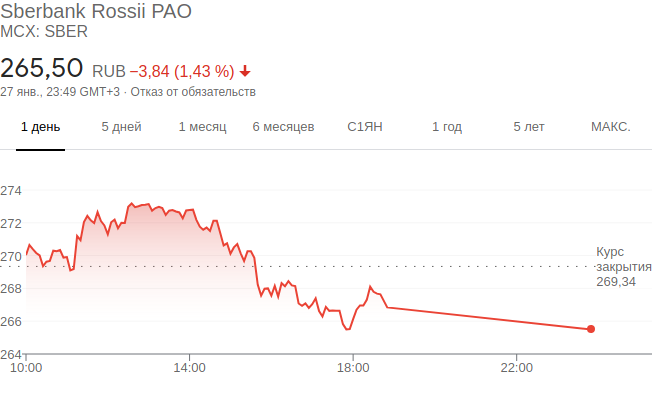 Sberbank Rossii PAO
MCX: SBER
265,50 RUB −3,84 (1,43 %)
27 янв., 23:49 GMT+3 · Отказ от обязательств
1 день 5 дней 1 месяц 6 месяцев С1ЯН 1 год 5 лет МАКС.
274
272
270
268
266
264
Курс
закрытия
269,34
10:00 14:00 18:00 22:00